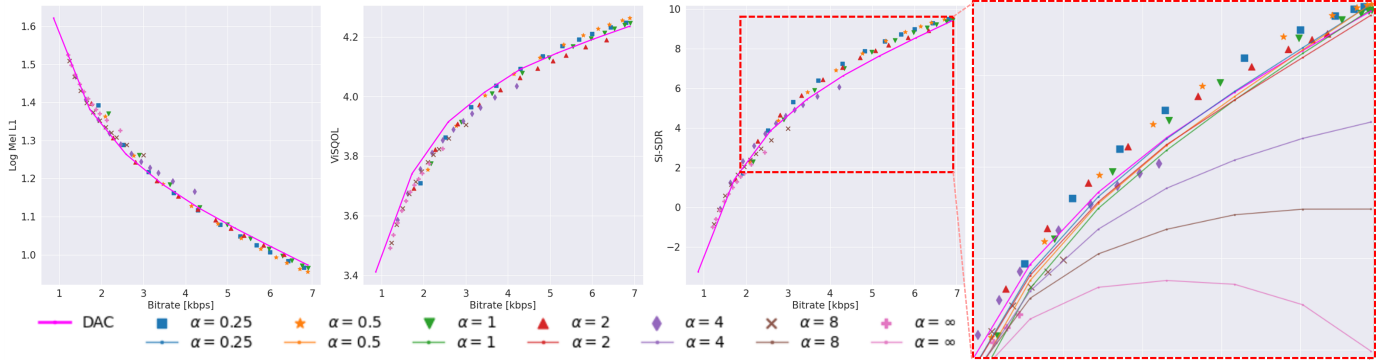 1.6
1.5
1.4
1.3
1.2
1.1
1.0
Log Mel L1
1 2 3 4 5 6 7
Bitrate [kbps]
4.2
4.0
3.8
3.6
3.4
ViSQOL
1 2 3 4 5 6 7
Bitrate [kbps]
10
8
6
4
2
0
−2
SI-SDR
1 2 3 4 5 6 7
Bitrate [kbps]
DAC α = 0.25 α = 0.5 α = 1 α = 2 α = 4 α = 8 α = ∞
α = 0.25 α = 0.5 α = 1 α = 2 α = 4 α = 8 α = ∞